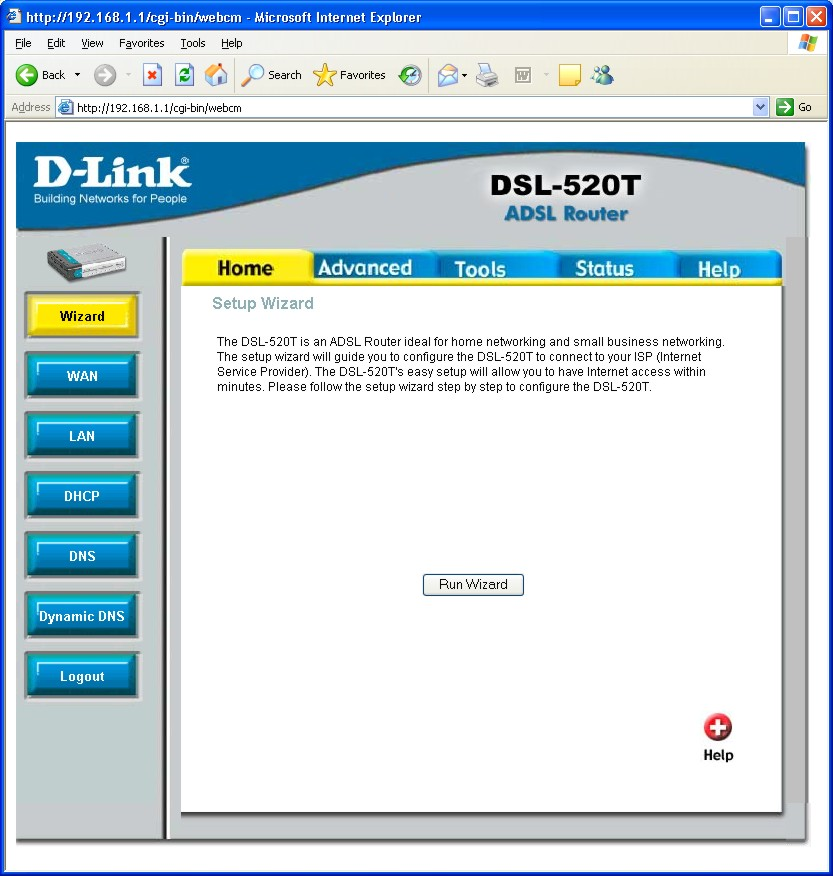 http://192.168.1.1/cgi-bin/webcm - Microsoft Internet Explorer
File Edit View Favorites Tools Help
Back Search Favorites
Address http://192.168.1.1/cgi-bin/webcm Go
D-Link®
Building Networks for People
DSL-520T
ADSL Router
Home Advanced Tools Status Help
Wizard
WAN
LAN
DHCP
DNS
Dynamic DNS
Logout
Setup Wizard
The DSL-520T is an ADSL Router ideal for home networking and small business networking.
The setup wizard will guide you to configure the DSL-520T to connect to your ISP (Internet
Service Provider). The DSL-520T's easy setup will allow you to have Internet access within
minutes. Please follow the setup wizard step by step to configure the DSL-520T.
Run Wizard
Help